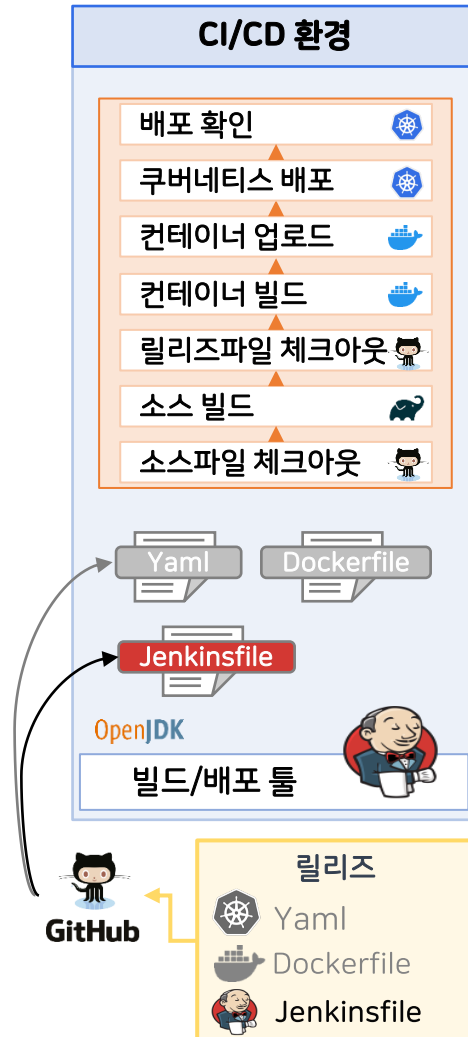 CI/CD 환경
배포 확인
쿠버네티스 배포
컨테이너 업로드
컨테이너 빌드
릴리즈파일 체크아웃
소스 빌드
소스파일 체크아웃
Yaml
Dockerfile
Jenkinsfile
OpenJDK
빌드/배포 툴
GitHub
릴리즈
Yaml
Dockerfile
Jenkinsfile